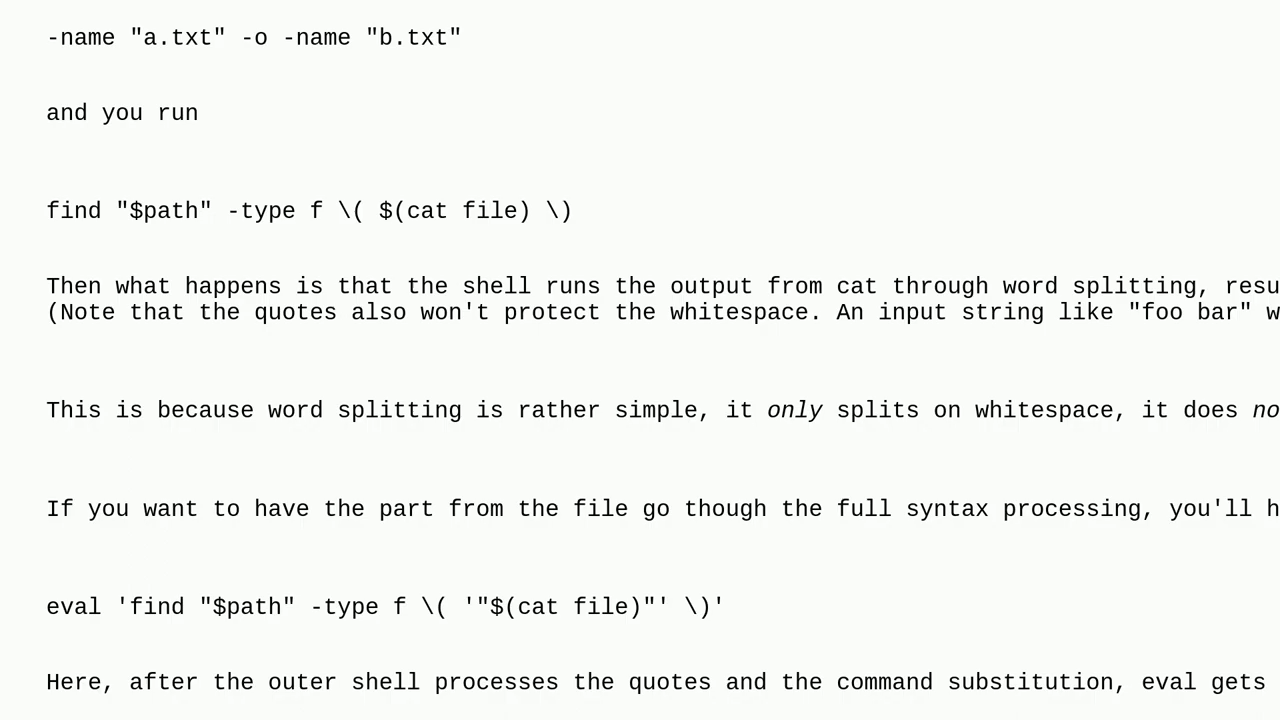 -name "a.txt" -o -name "b.txt"
and you run
find "$path" -type f \( $(cat file) \)
Then what happens is that the shell runs the output from cat through word splitting,
(Note that the quotes also won't protect the whitespace. An input string like "foo bar"
This is because word splitting is rather simple, it only splits on whitespace, it does
If you want to have the part from the file go though the full syntax processing, you'll
eval 'find "$path" -type f \( '"$(cat file)"' \)'
Here, after the outer shell processes the quotes and the command substitution, eval gets